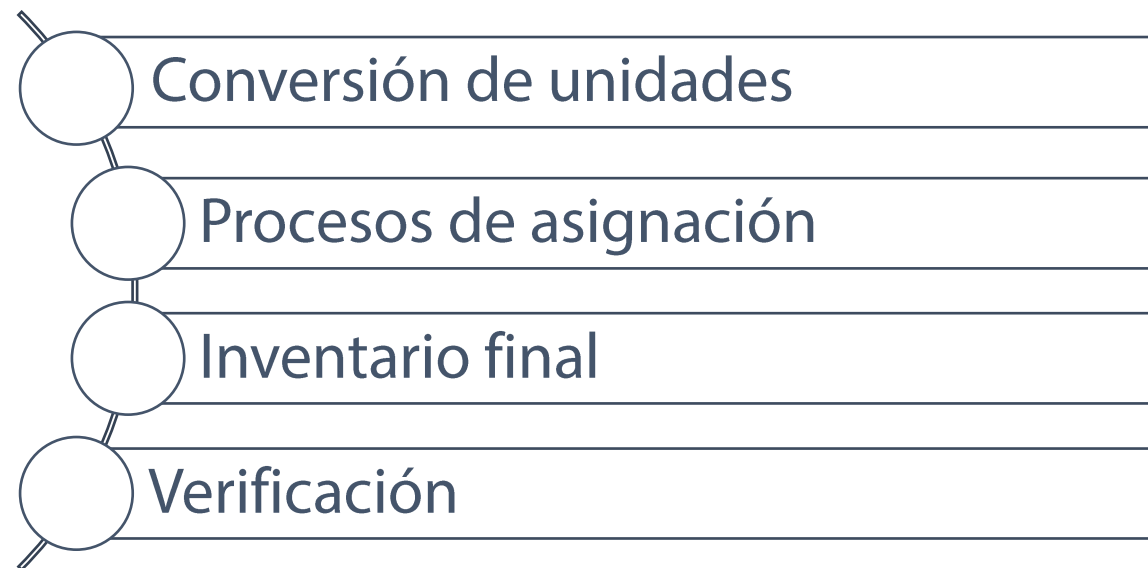 Conversión de unidades
Procesos de asignación
Inventario final
Verificación